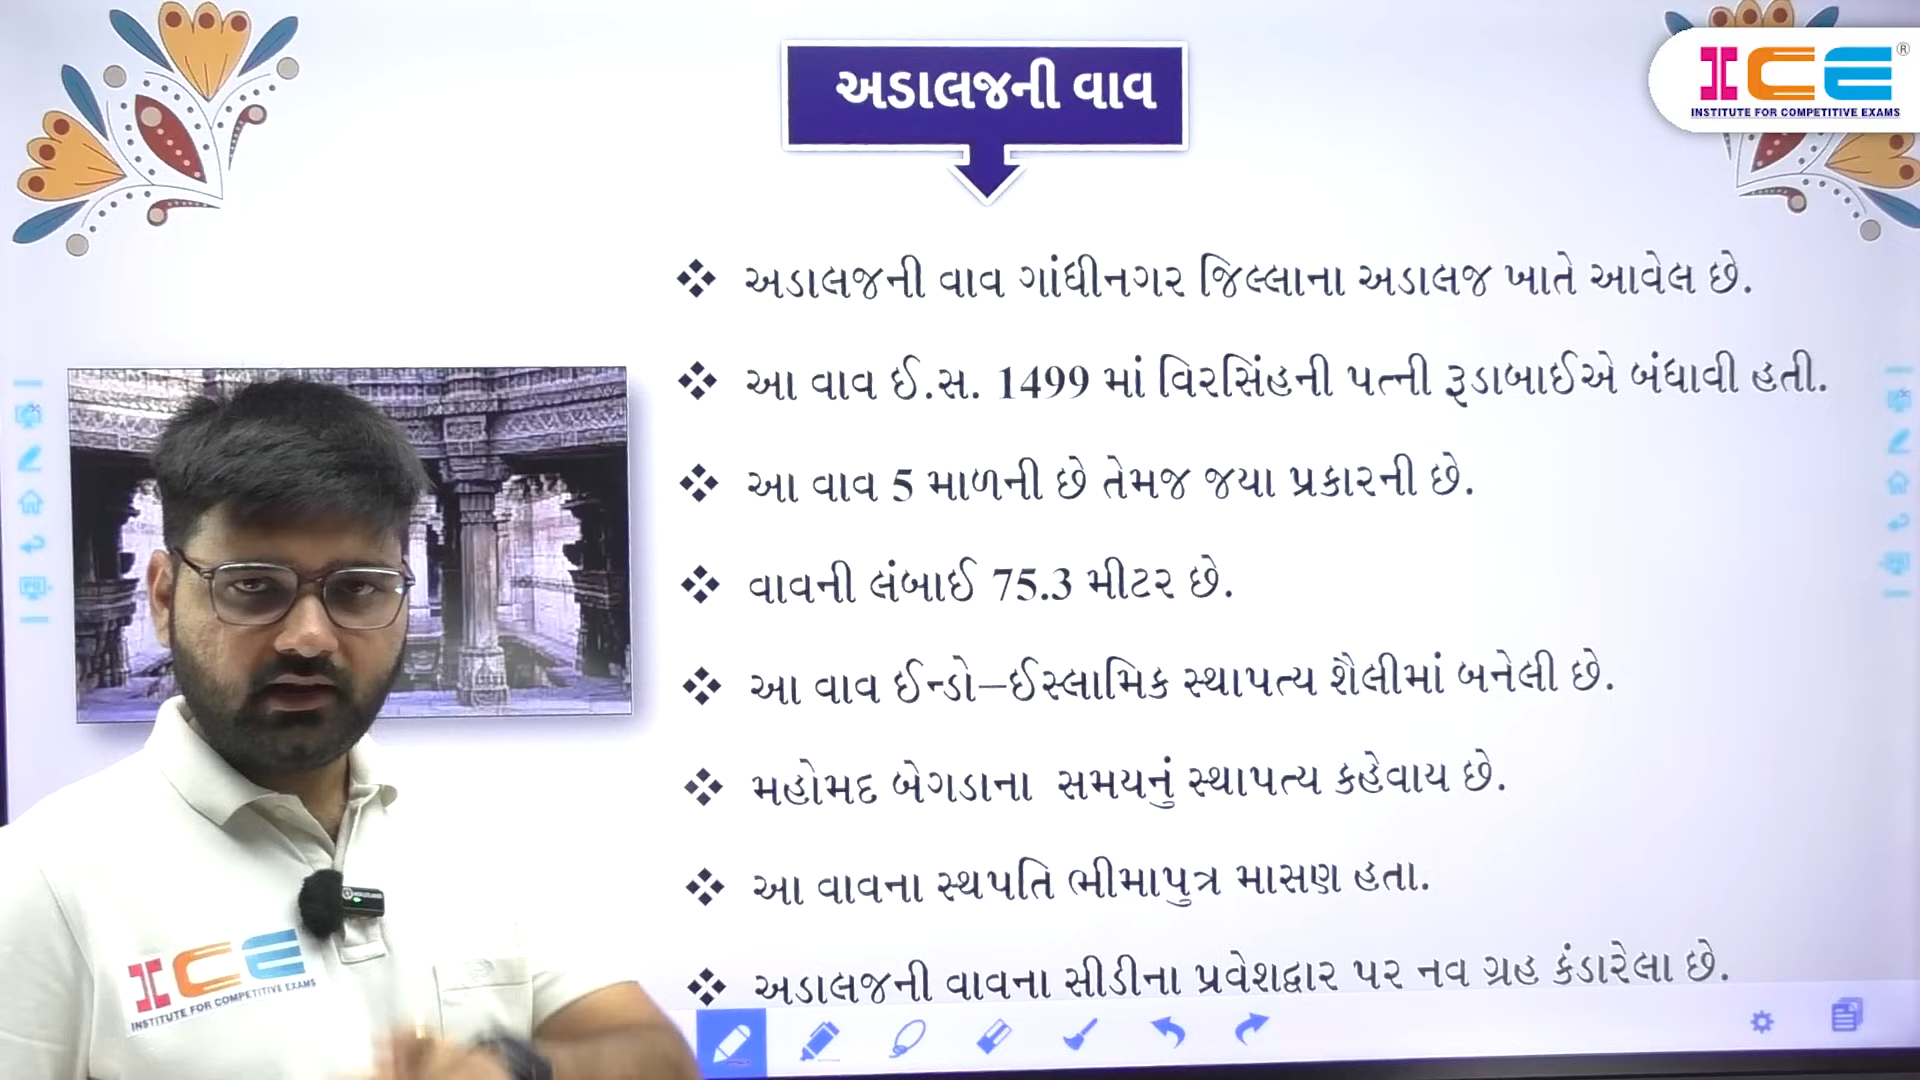 અડાલજની વાવ
ICE®
INSTITUTE FOR COMPETITIVE EXAMS
❖ અડાલજની વાવ ગાંધીનગર જિલ્લાના અડાલજ ખાતે આવેલ છે.
❖ આ વાવ ઈ.સ. 1499 માં વિરસિંહની પત્ની રૂડાબાઈએ બંધાવી હતી.
❖ આ વાવ 5 માળની છે તેમજ જયા પ્રકારની છે.
❖ વાવની લંબાઈ 75.3 મીટર છે.
❖ આ વાવ ઈન્ડો–ઈસ્લામિક સ્થાપત્ય શૈલીમાં બનેલી છે.
❖ મહોમદ બેગડાના સમયનું સ્થાપત્ય કહેવાય છે.
❖ આ વાવના સ્થપતિ ભીમાપુત્ર માસણ હતા.
❖ અડાલજની વાવના સીડીના પ્રવેશદ્વાર પર નવ ગ્રહ કંડારેલા છે.
ICE
INSTITUTE FOR COMPETITIVE EXAMS